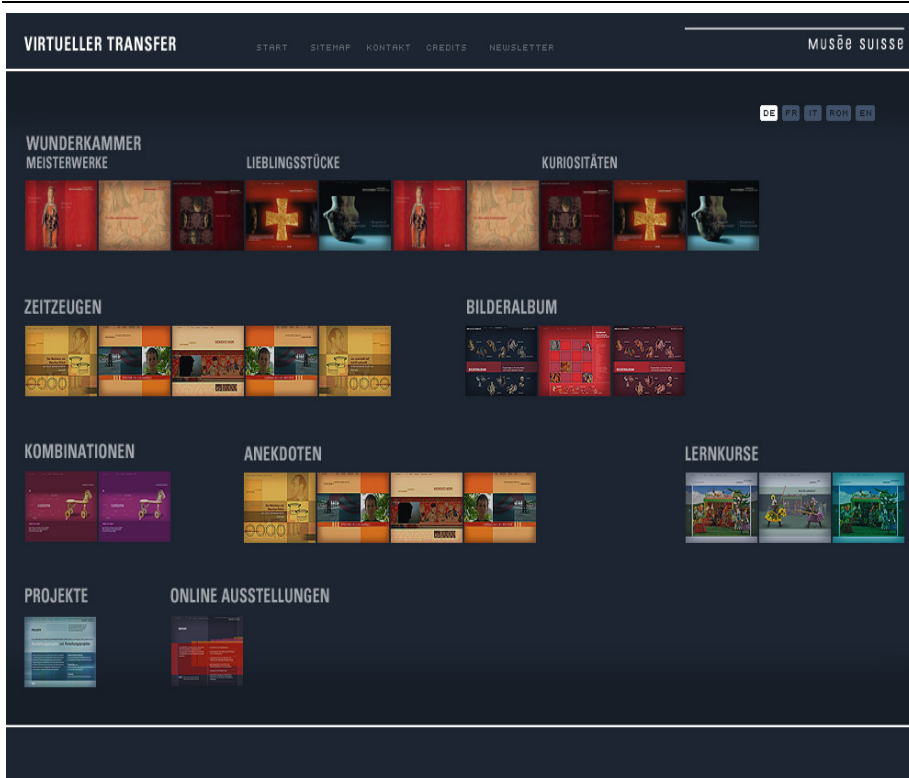 VIRTUELLER TRANSFER START SITEMAP KONTAKT CREDITS NEWSLETTER MUSēe SUISSE
DE FR IT ROM EN
WUNDERKAMMER
MEISTERWERKE LIEBLINGSSTÜCKE KURIOSITÄTEN
ZEITZEUGEN BILDERALBUM
KOMBINATIONEN ANEKDOTEN LERNKURSE
PROJEKTE ONLINE AUSSTELLUNGEN